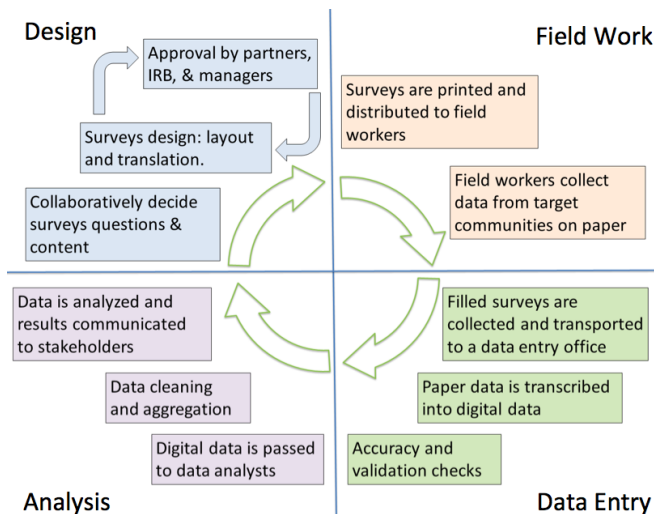 Design
Approval by partners,
IRB, & managers
Surveys design: layout
and translation.
Collaboratively decide
surveys questions &
content
Field Work
Surveys are printed and
distributed to field
workers
Field workers collect
data from target
communities on paper
Filled surveys are
collected and transported
to a data entry office
Paper data is transcribed
into digital data
Accuracy and
validation checks
Data Entry
Data is analyzed and
results communicated
to stakeholders
Data cleaning
and aggregation
Digital data is passed
to data analysts
Analysis